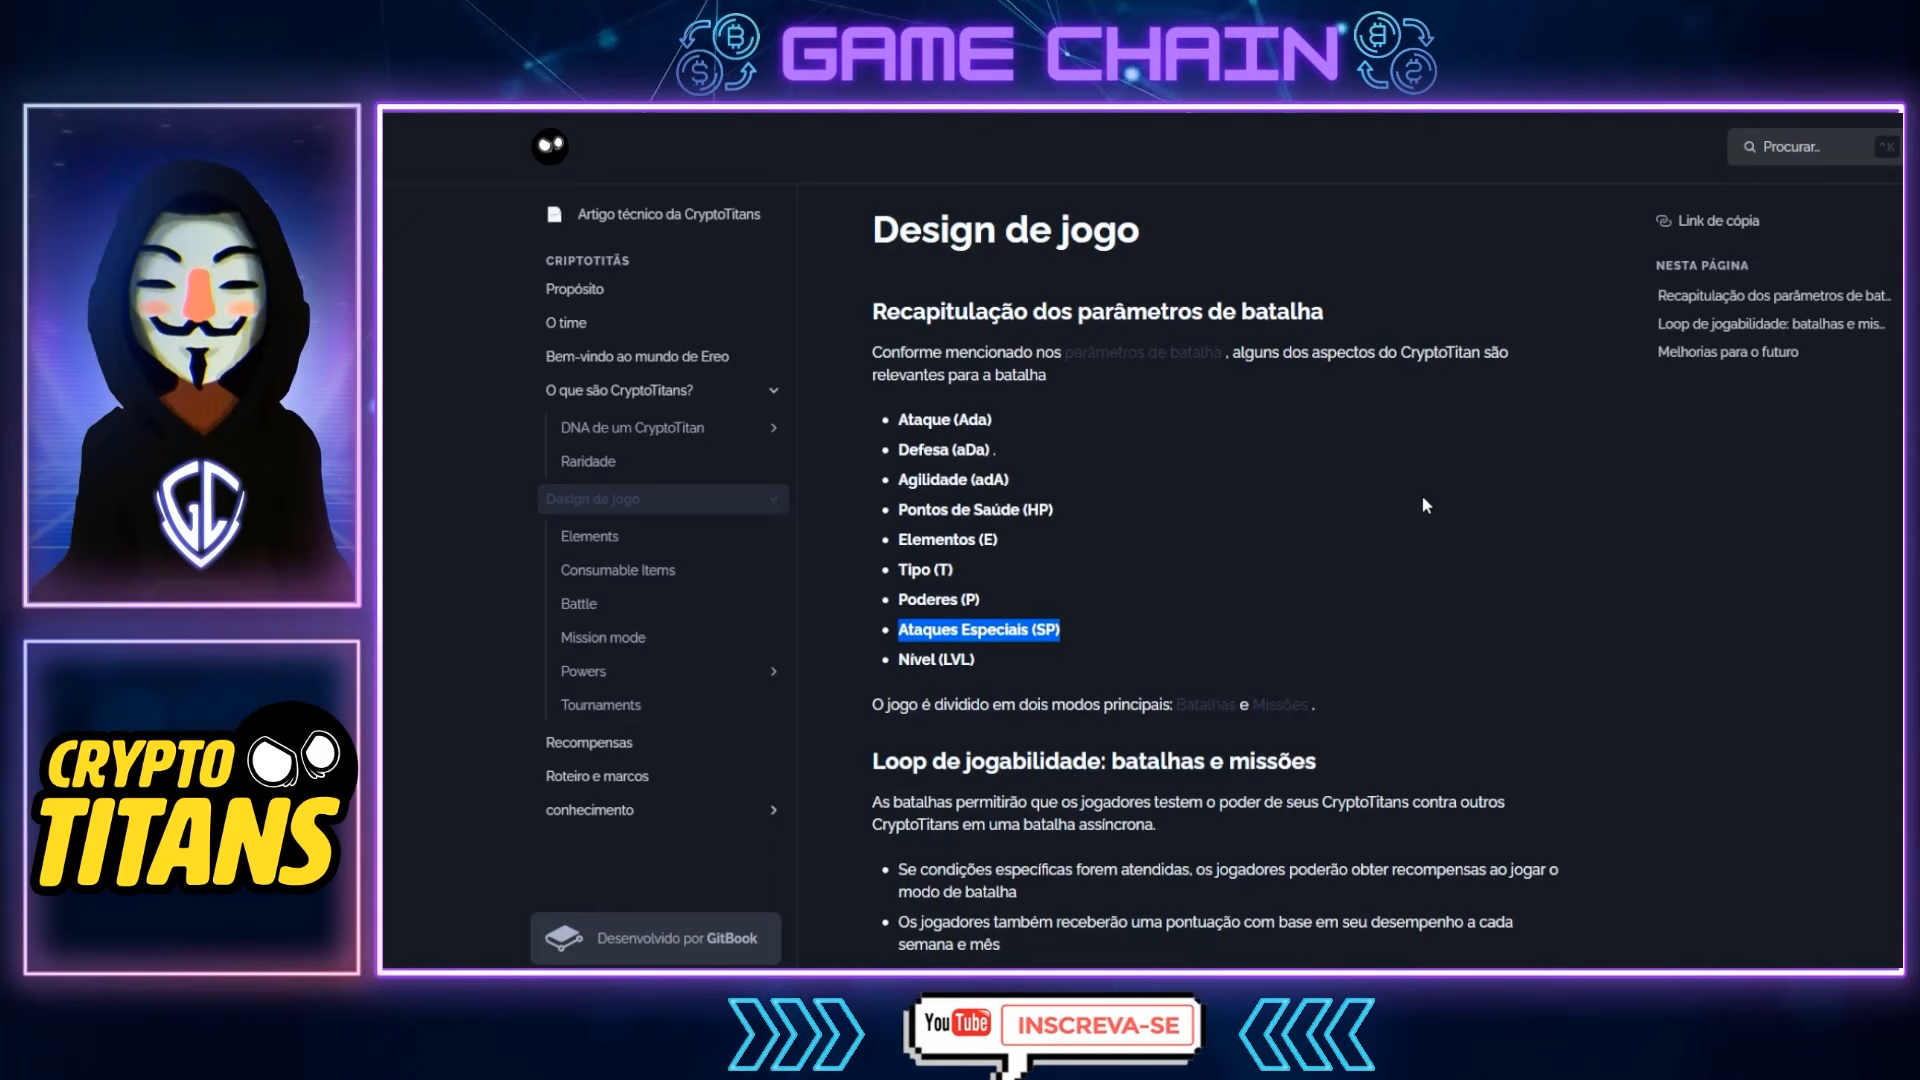 GAME CHAIN
Procurar...
^K
Artigo técnico da CryptoTitans
CRIPTOTITÃS
Propósito
O time
Bem-vindo ao mundo de Ereo
O que são CryptoTitans?
DNA de um CryptoTitan
Raridade
Design de jogo
Elements
Consumable Items
Battle
Mission mode
Powers
Tournaments
Recompensas
Roteiro e marcos
conhecimento
Desenvolvido por GitBook
Design de jogo
Recapitulação dos parâmetros de batalha
Conforme mencionado nos parâmetros de batalha , alguns dos aspectos do CryptoTitan são
relevantes para a batalha
• Ataque (Ada)
• Defesa (aDa) .
• Agilidade (adA)
• Pontos de Saúde (HP)
• Elementos (E)
• Tipo (T)
• Poderes (P)
• Ataques Especiais (SP)
• Nível (LVL)
O jogo é dividido em dois modos principais: Batalhas e Missões .
Loop de jogabilidade: batalhas e missões
As batalhas permitirão que os jogadores testem o poder de seus CryptoTitans contra outros
CryptoTitans em uma batalha assíncrona.
• Se condições específicas forem atendidas, os jogadores poderão obter recompensas ao jogar o
modo de batalha
• Os jogadores também receberão uma pontuação com base em seu desempenho a cada
semana e mês
Link de cópia
NESTA PÁGINA
Recapitulação dos parâmetros de bat...
Loop de jogabilidade: batalhas e mis...
Melhorias para o futuro
GC
CRYPTO
TITANS
YouTube INSCREVA-SE